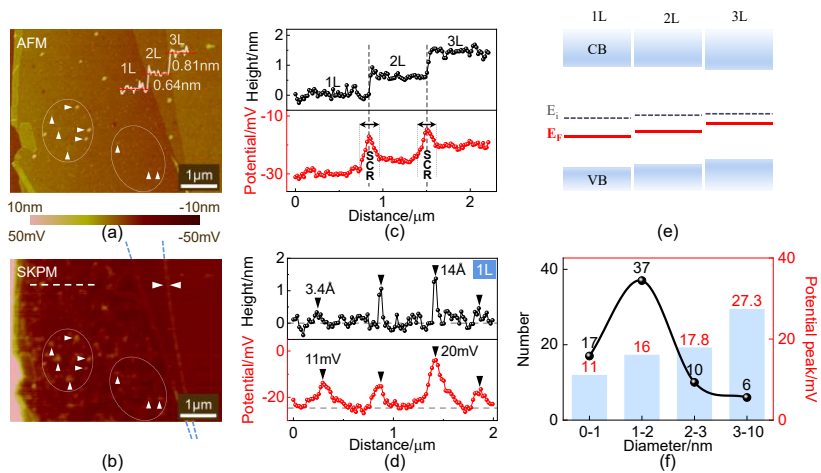 AFM
1L
2L
3L
0.64nm
0.81nm
1μm
10nm
-10nm
(a)
50mV
-50mV
SKPM
1μm
(b)
Height/nm
2
1
0
1L
2L
3L
Potential/mV
-10
-30
SCR
SCR
0
1
2
Distance/μm
(c)
Height/nm
2
1
0
3.4Å
14Å
1L
Potential/mV
0
-20
11mV
20mV
0
1
2
Distance/μm
(d)
1L
2L
3L
CB
Ei
EF
VB
(e)
Number
40
20
0
17
37
10
6
11
16
17.8
27.3
40
20
0
Potential peak/mV
0-1
1-2
2-3
3-10
Diameter/nm
(f)